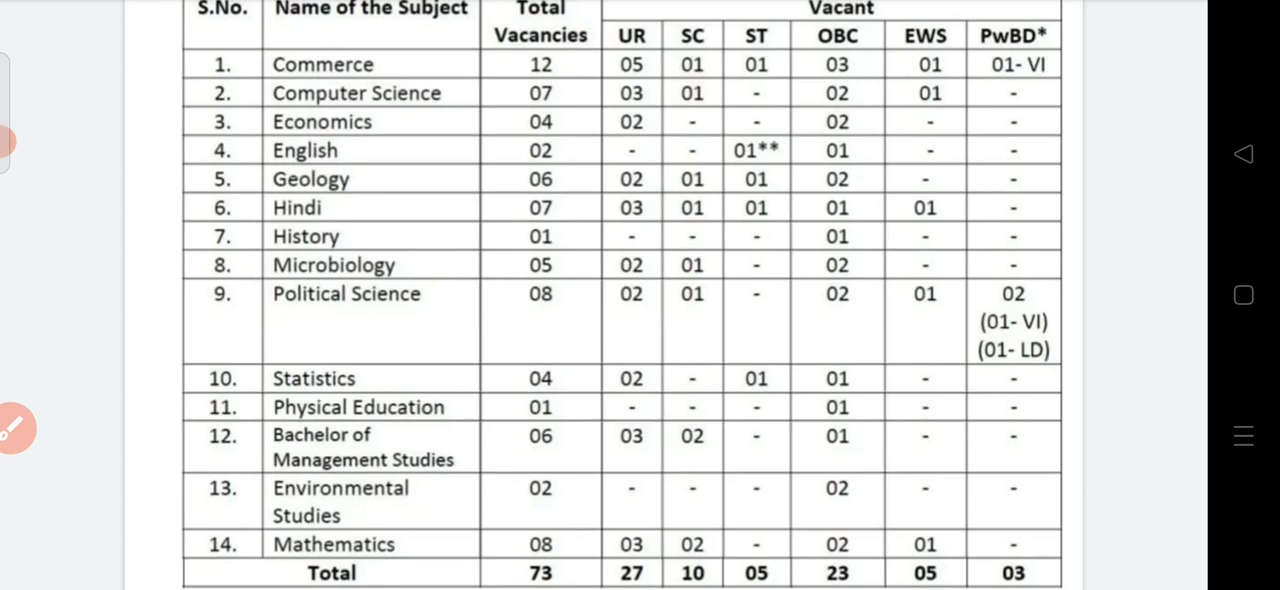 S.No. Name of the Subject Total Vacancies Vacant
UR SC ST OBC EWS PwBD*
1. Commerce 12 05 01 01 03 01 01- VI
2. Computer Science 07 03 01 - 02 01 -
3. Economics 04 02 - - 02 - -
4. English 02 - - 01** 01 - -
5. Geology 06 02 01 01 02 - -
6. Hindi 07 03 01 01 01 01 -
7. History 01 - - - 01 - -
8. Microbiology 05 02 01 - 02 - -
9. Political Science 08 02 01 - 02 01 02
(01- VI)
(01- LD)
10. Statistics 04 02 - 01 01 - -
11. Physical Education 01 - - - 01 - -
12. Bachelor of Management Studies 06 03 02 - 01 - -
13. Environmental Studies 02 - - - 02 - -
14. Mathematics 08 03 02 - 02 01 -
Total 73 27 10 05 23 05 03